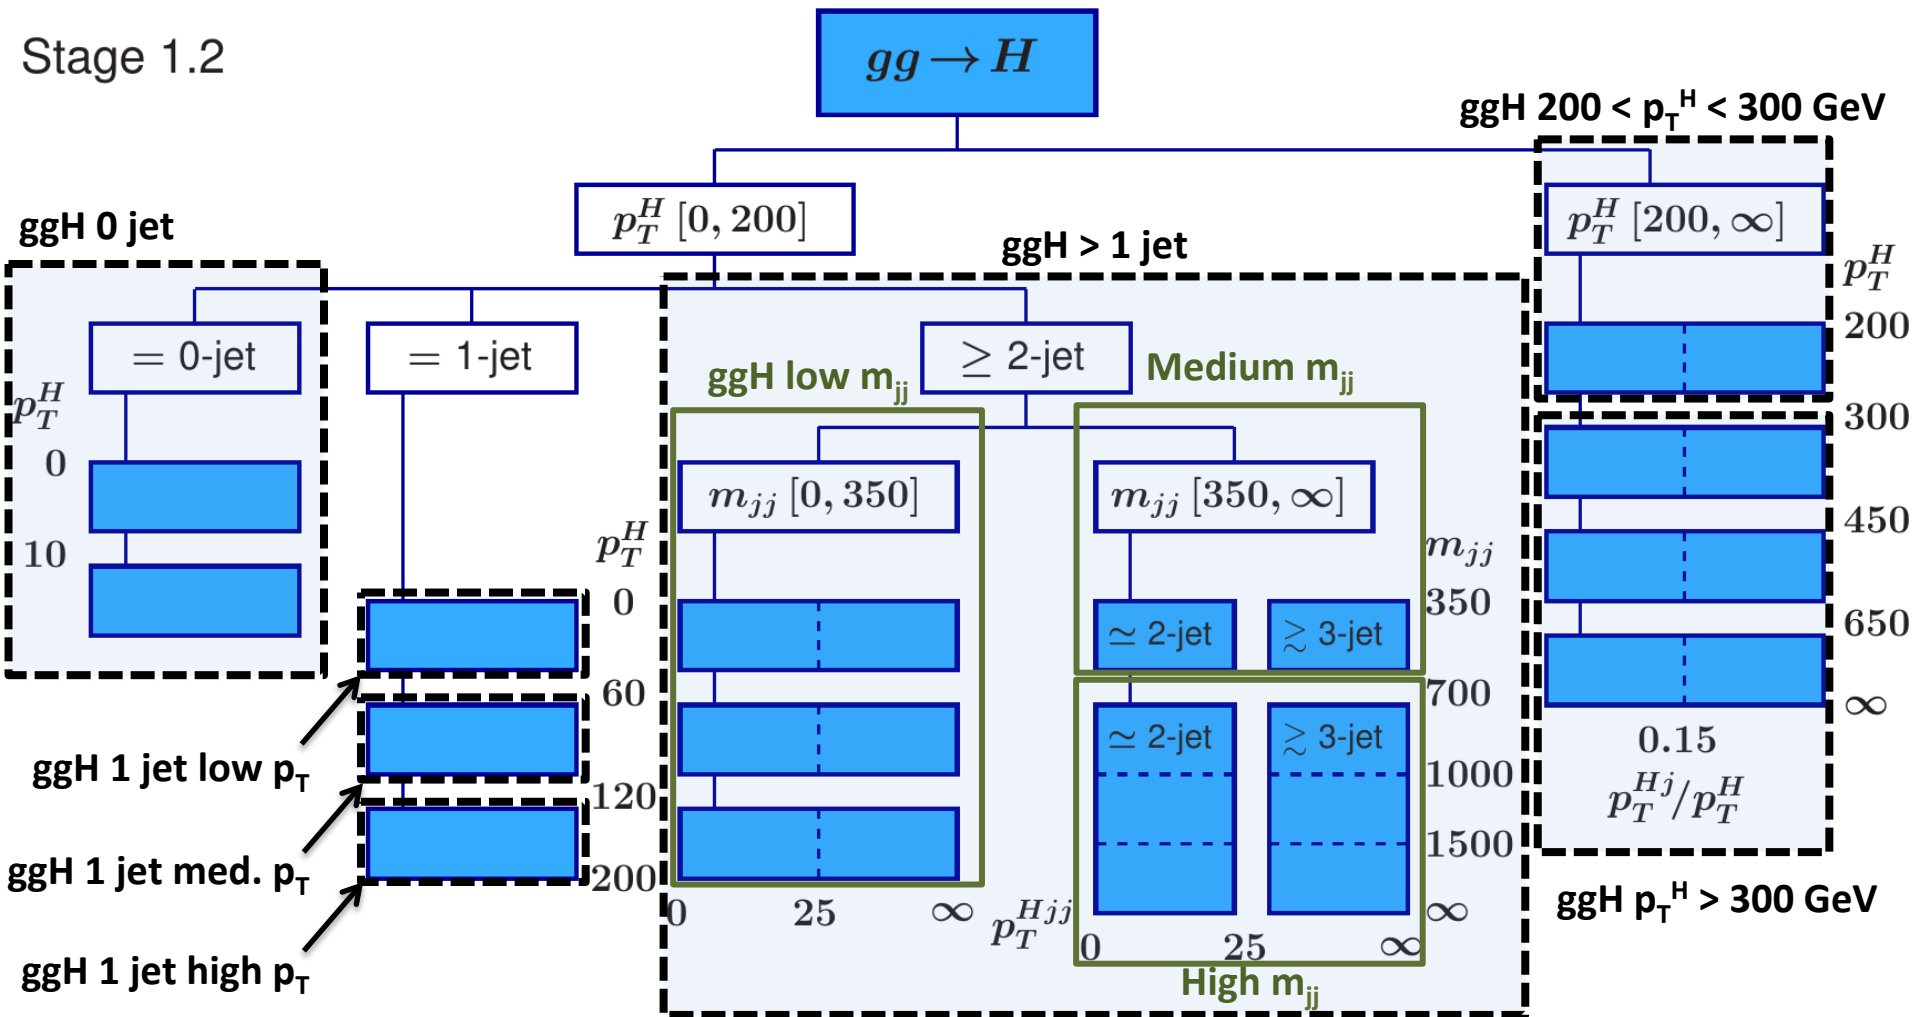 Stage 1.2
gg → H
ggH 200 < p_T^H < 300 GeV
p_T^H [0, 200]
p_T^H [200, ∞]
ggH 0 jet
ggH > 1 jet
p_T^H
200
300
450
650
∞
0.15
p_T^{Hj}/p_T^H
ggH p_T^H > 300 GeV
= 0-jet
= 1-jet
≥ 2-jet
p_T^H
0
10
ggH low m_jj
Medium m_jj
m_jj [0, 350]
m_jj [350, ∞]
p_T^H
0
60
120
200
m_jj
350
700
1000
1500
∞
≃ 2-jet
≳ 3-jet
≃ 2-jet
≳ 3-jet
ggH 1 jet low p_T
ggH 1 jet med. p_T
ggH 1 jet high p_T
0 25 ∞
p_T^{Hjj}
0 25 ∞
High m_jj